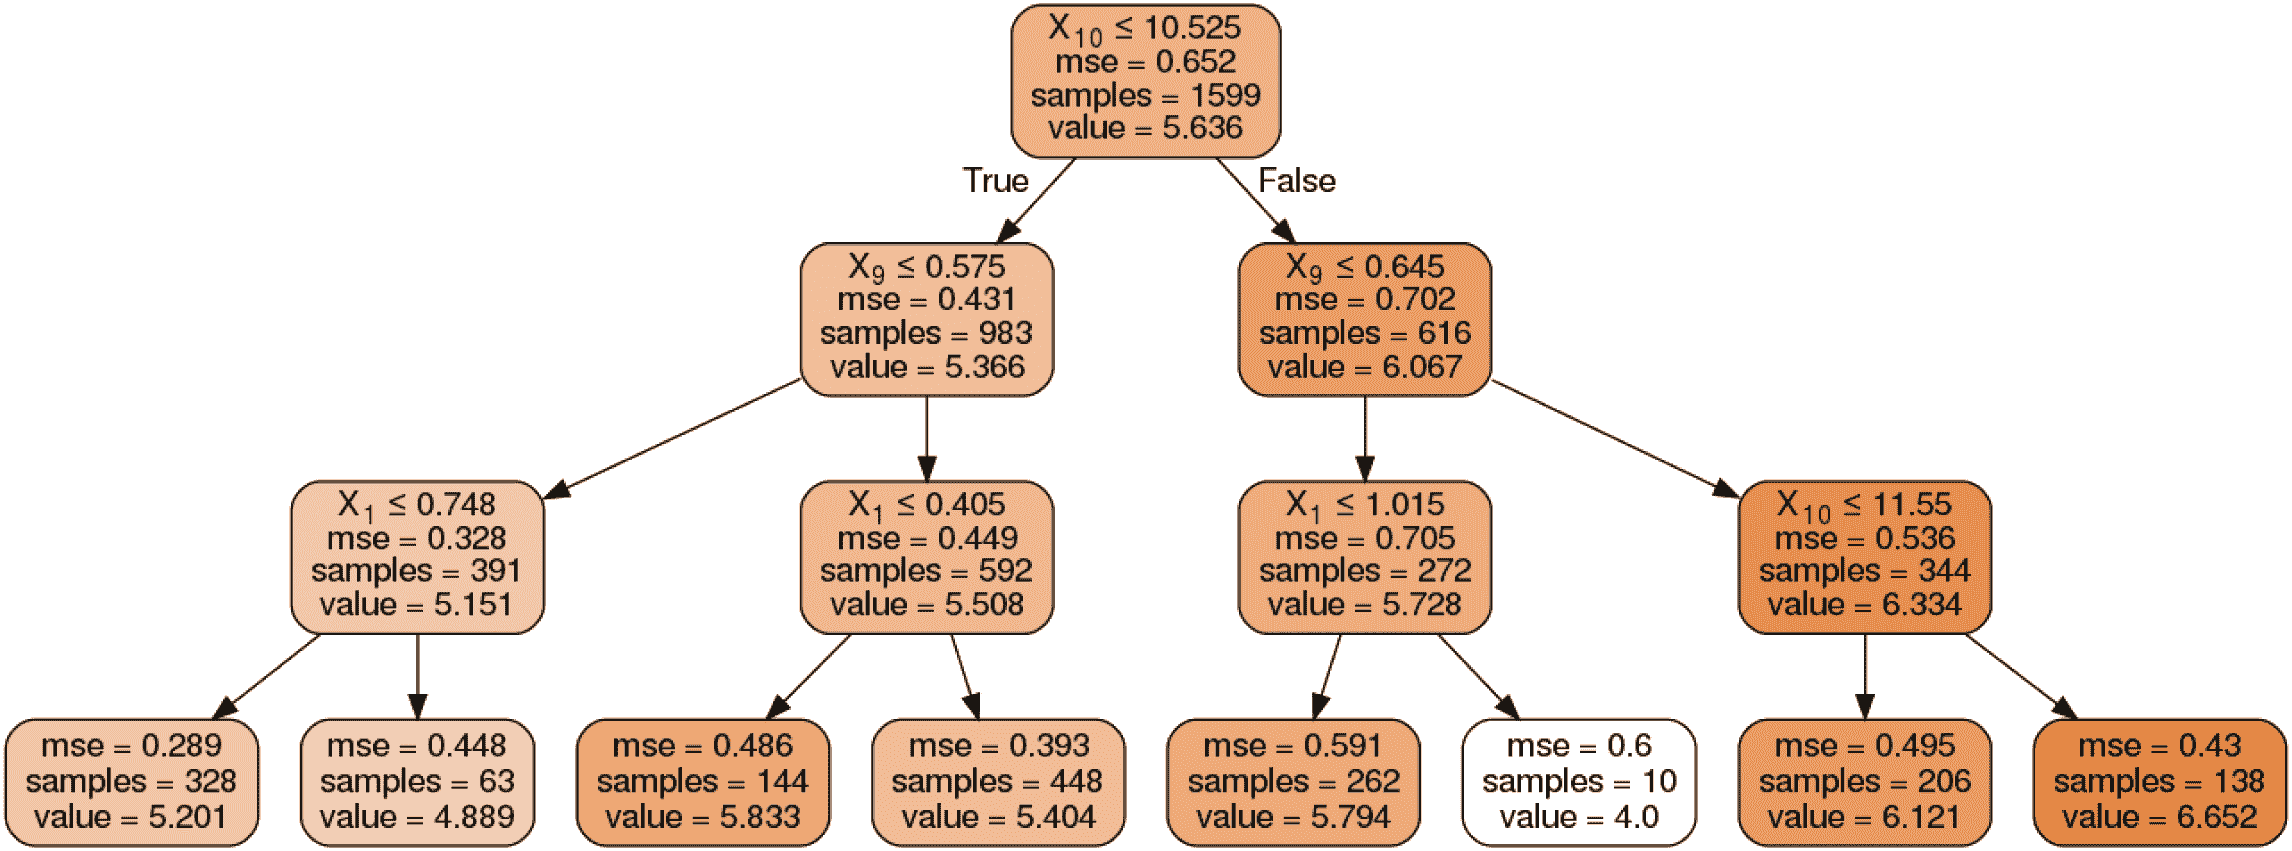 X₁₀ ≤ 10.525
mse = 0.652
samples = 1599
value = 5.636
True
False
X₉ ≤ 0.575
mse = 0.431
samples = 983
value = 5.366
X₉ ≤ 0.645
mse = 0.702
samples = 616
value = 6.067
X₁ ≤ 0.748
mse = 0.328
samples = 391
value = 5.151
X₁ ≤ 0.405
mse = 0.449
samples = 592
value = 5.508
X₁ ≤ 1.015
mse = 0.705
samples = 272
value = 5.728
X₁₀ ≤ 11.55
mse = 0.536
samples = 344
value = 6.334
mse = 0.289
samples = 328
value = 5.201
mse = 0.448
samples = 63
value = 4.889
mse = 0.486
samples = 144
value = 5.833
mse = 0.393
samples = 448
value = 5.404
mse = 0.591
samples = 262
value = 5.794
mse = 0.6
samples = 10
value = 4.0
mse = 0.495
samples = 206
value = 6.121
mse = 0.43
samples = 138
value = 6.652